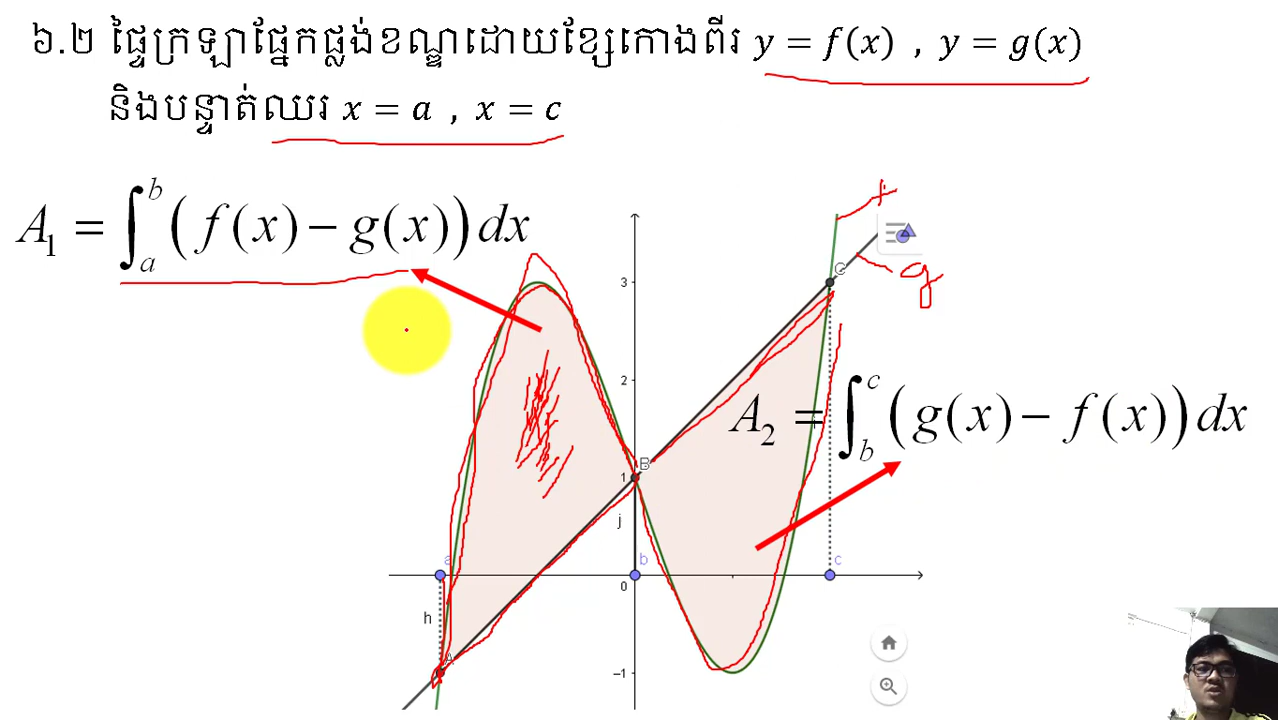 ៦.២ ផ្ទៃក្រឡាផ្នែកប្លង់ខណ្ឌដោយខ្សែកោងពីរ y = f(x) , y = g(x)
និងបន្ទាត់ឈរ x = a , x = c
A₁ = ∫ₐᵇ (f(x) − g(x)) dx
f
g
C
3
2
A₂ = ∫_b^c (g(x) − f(x)) dx
B
1
j
a
b
c
0
h
A
−1